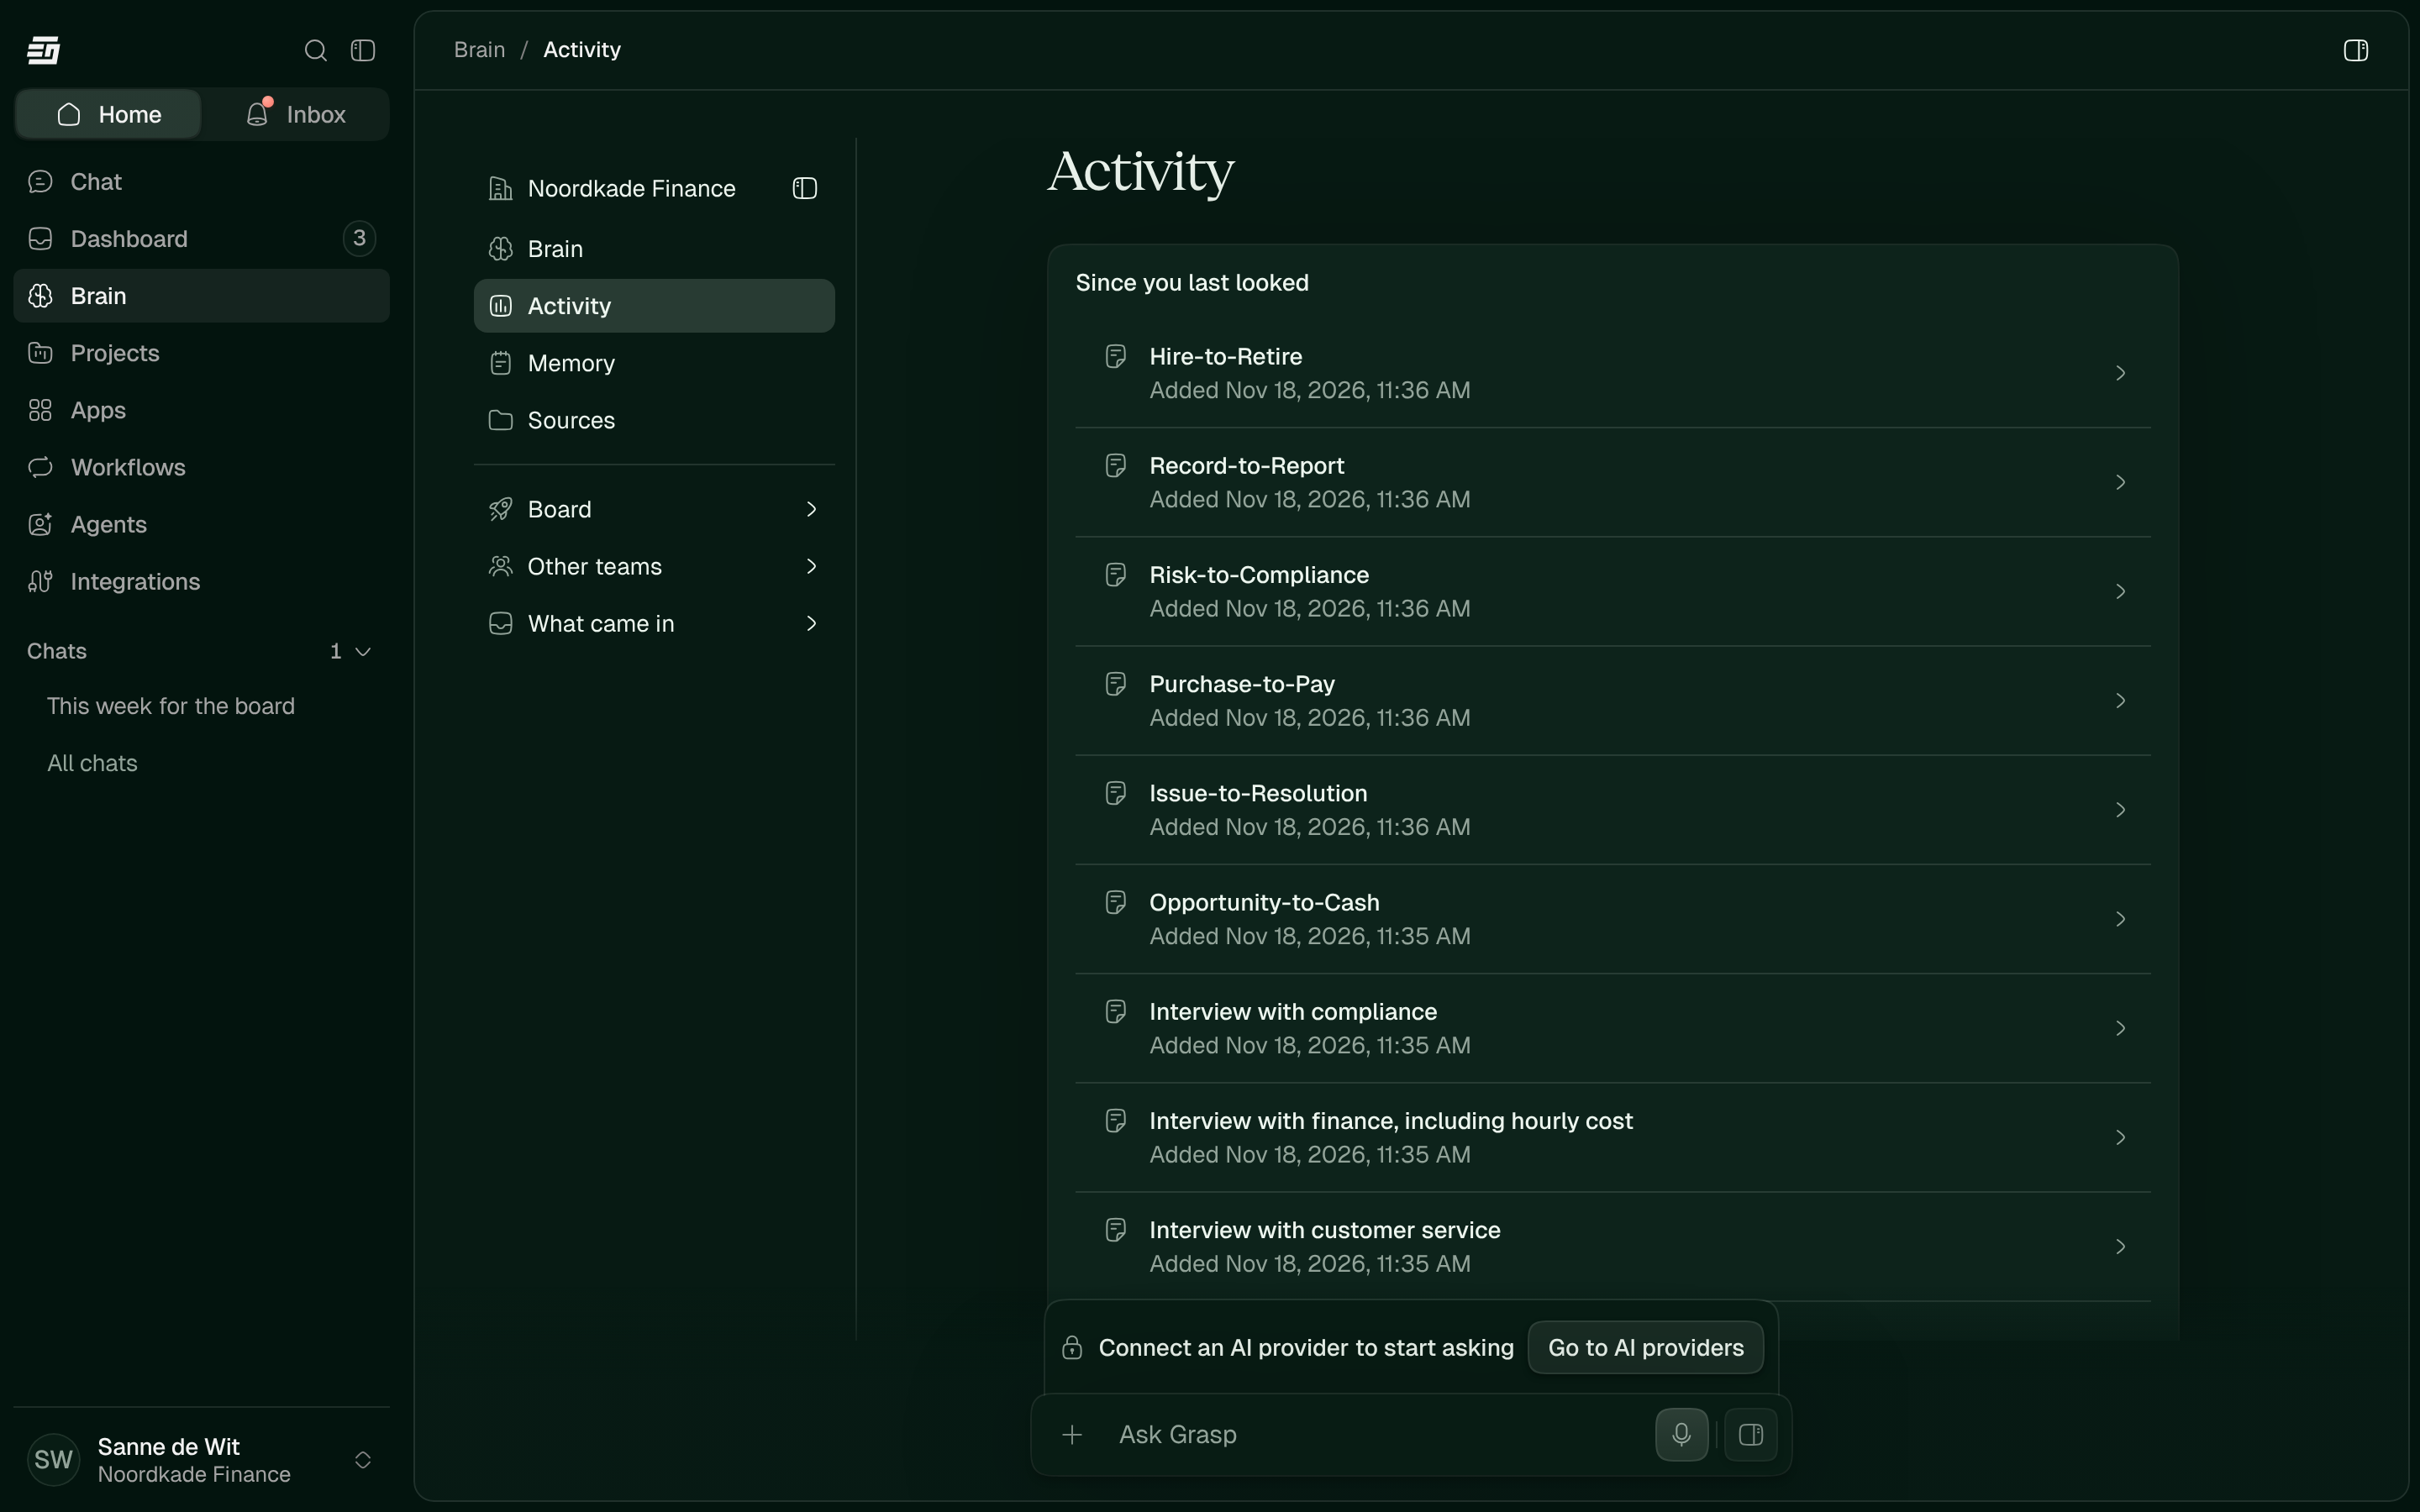 Home
Inbox
Chat
Dashboard
3
Brain
Projects
Apps
Workflows
Agents
Integrations
Chats
1
This week for the board
All chats
SW
Sanne de Wit
Noordkade Finance
Brain / Activity
Noordkade Finance
Brain
Activity
Memory
Sources
Board
Other teams
What came in
Activity
Since you last looked
Hire-to-Retire
Added Nov 18, 2026, 11:36 AM
Record-to-Report
Added Nov 18, 2026, 11:36 AM
Risk-to-Compliance
Added Nov 18, 2026, 11:36 AM
Purchase-to-Pay
Added Nov 18, 2026, 11:36 AM
Issue-to-Resolution
Added Nov 18, 2026, 11:36 AM
Opportunity-to-Cash
Added Nov 18, 2026, 11:35 AM
Interview with compliance
Added Nov 18, 2026, 11:35 AM
Interview with finance, including hourly cost
Added Nov 18, 2026, 11:35 AM
Interview with customer service
Added Nov 18, 2026, 11:35 AM
Connect an AI provider to start asking
Go to AI providers
Ask Grasp